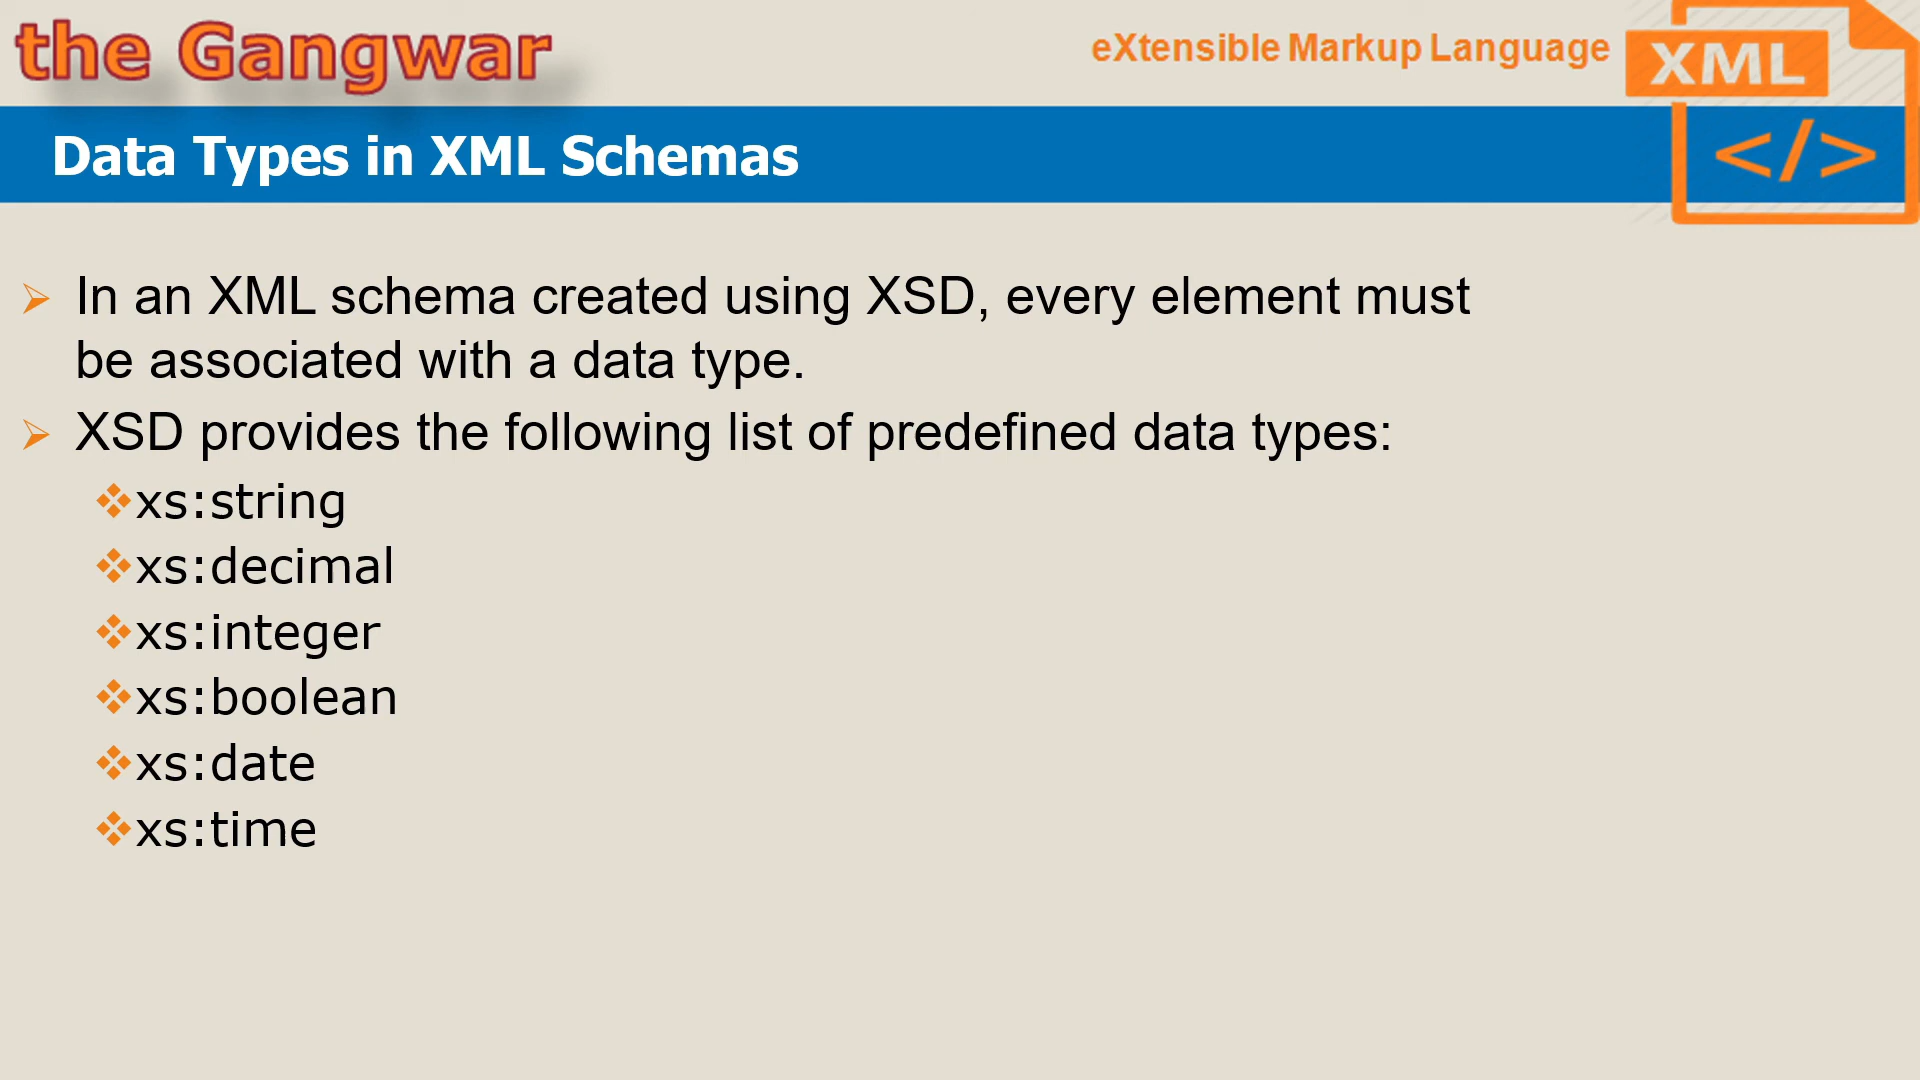 the Gangwar
eXtensible Markup Language
XML
</>
Data Types in XML Schemas
In an XML schema created using XSD, every element must
be associated with a data type.
XSD provides the following list of predefined data types:
xs:string
xs:decimal
xs:integer
xs:boolean
xs:date
xs:time